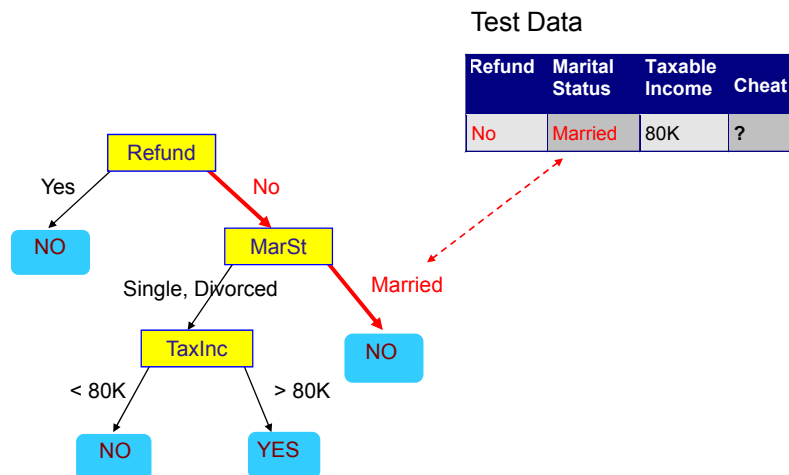 Test Data
Refund Marital Status Taxable Income Cheat
No Married 80K ?
Refund
Yes No
NO MarSt
Single, Divorced Married
TaxInc NO
< 80K > 80K
NO YES